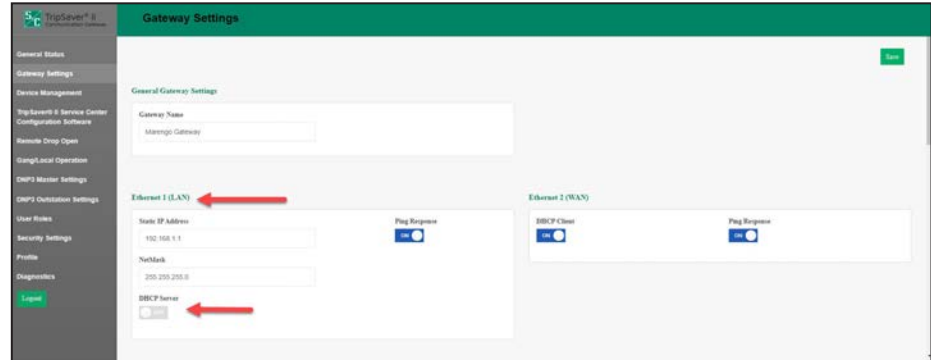 S&C TripSaver® II
Communication Gateway
Gateway Settings
General Status
Gateway Settings
Device Management
TripSaver® II Service Center
Configuration Software
Remote Drop Open
Gang/Local Operation
DNP3 Master Settings
DNP3 Outstation Settings
User Roles
Security Settings
Profile
Diagnostics
Logout
Save
General Gateway Settings
Gateway Name
Marengo Gateway
Ethernet 1 (LAN)
Static IP Address
192.168.1.1
Ping Response
ON
NetMask
255.255.255.0
DHCP Server
OFF
Ethernet 2 (WAN)
DHCP Client
ON
Ping Response
ON